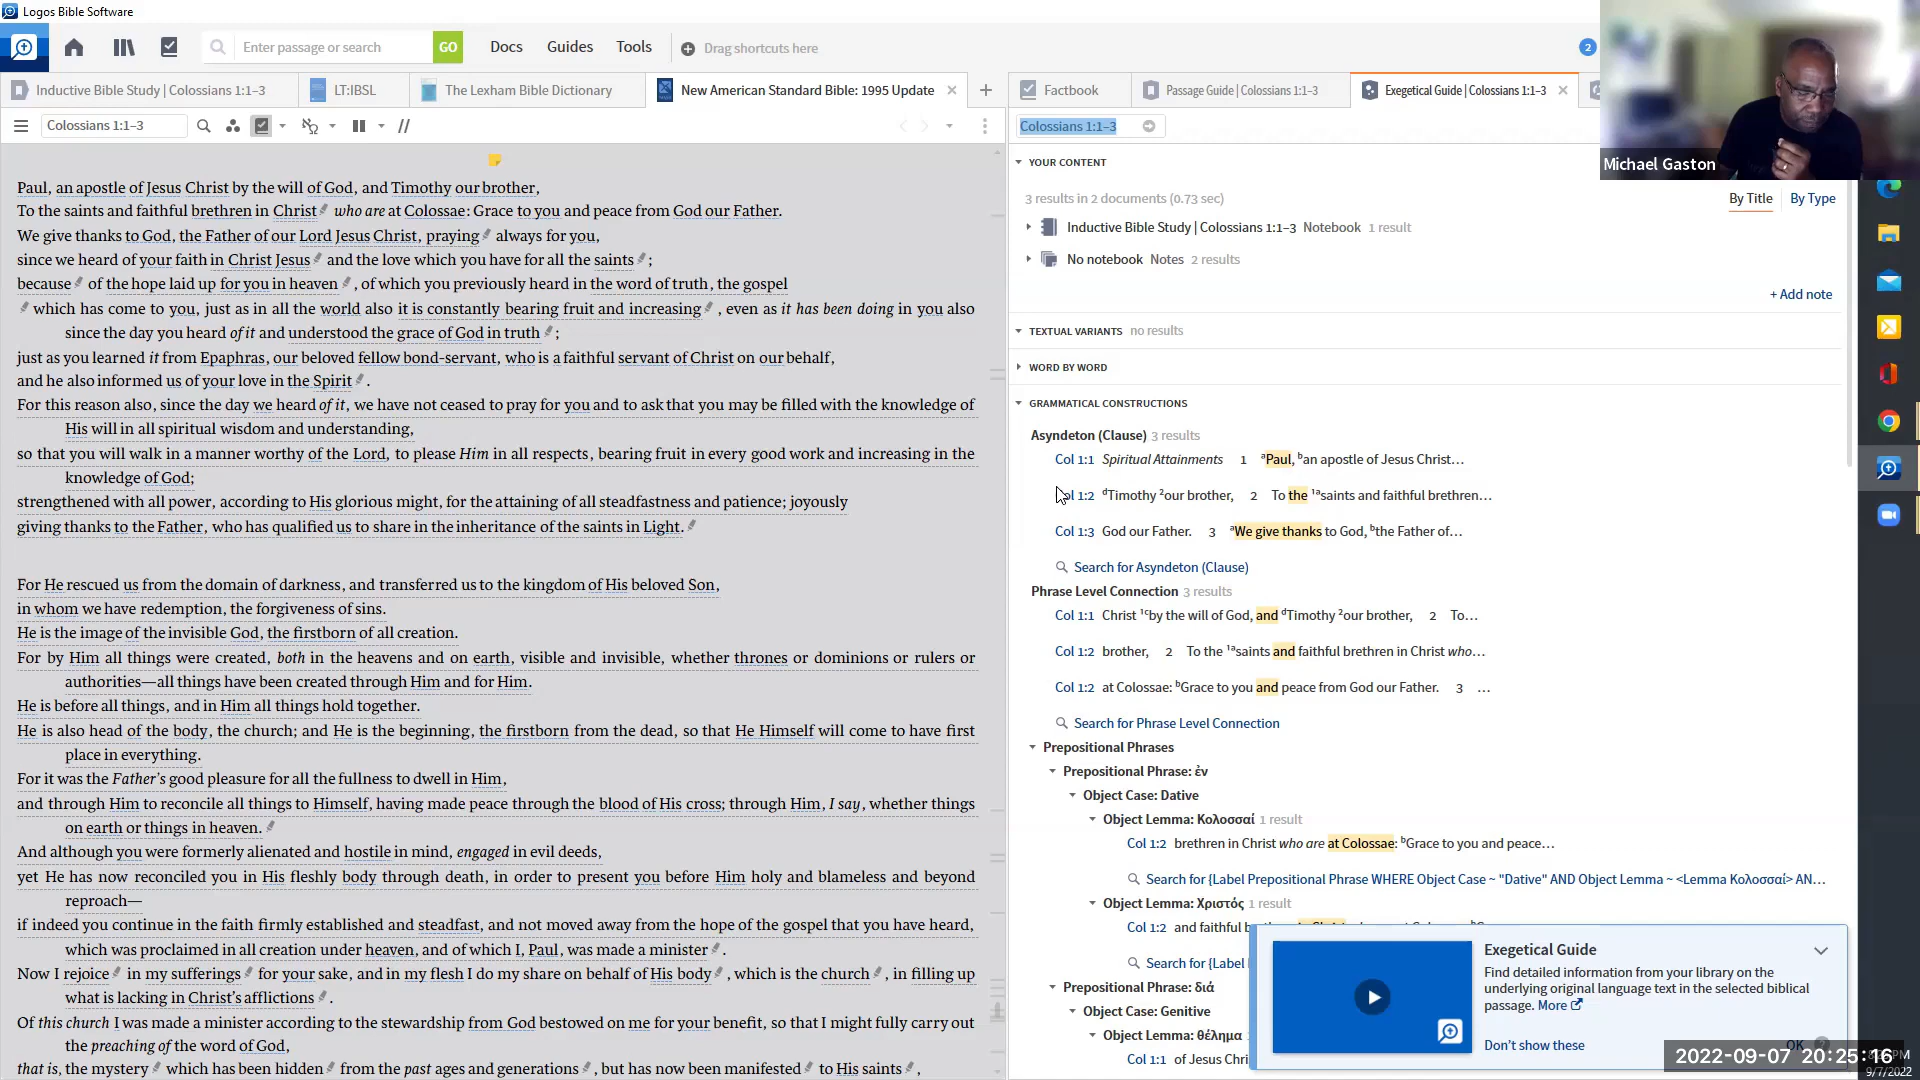 Logos Bible Software
Enter passage or search
GO
Docs
Guides
Tools
Drag shortcuts here
2
Inductive Bible Study | Colossians 1:1–3
LT:IBSL
The Lexham Bible Dictionary
New American Standard Bible: 1995 Update
Colossians 1:1–3
Paul, an apostle of Jesus Christ by the will of God, and Timothy our brother,
To the saints and faithful brethren in Christ who are at Colossae: Grace to you and peace from God our Father.
We give thanks to God, the Father of our Lord Jesus Christ, praying always for you,
since we heard of your faith in Christ Jesus and the love which you have for all the saints ;
because of the hope laid up for you in heaven , of which you previously heard in the word of truth, the gospel
which has come to you, just as in all the world also it is constantly bearing fruit and increasing , even as it has been doing in you also
since the day you heard of it and understood the grace of God in truth ;
just as you learned it from Epaphras, our beloved fellow bond-servant, who is a faithful servant of Christ on our behalf,
and he also informed us of your love in the Spirit .
For this reason also, since the day we heard of it, we have not ceased to pray for you and to ask that you may be filled with the knowledge of
His will in all spiritual wisdom and understanding,
so that you will walk in a manner worthy of the Lord, to please Him in all respects, bearing fruit in every good work and increasing in the
knowledge of God;
strengthened with all power, according to His glorious might, for the attaining of all steadfastness and patience; joyously
giving thanks to the Father, who has qualified us to share in the inheritance of the saints in Light.
For He rescued us from the domain of darkness, and transferred us to the kingdom of His beloved Son,
in whom we have redemption, the forgiveness of sins.
He is the image of the invisible God, the firstborn of all creation.
For by Him all things were created, both in the heavens and on earth, visible and invisible, whether thrones or dominions or rulers or
authorities—all things have been created through Him and for Him.
He is before all things, and in Him all things hold together.
He is also head of the body, the church; and He is the beginning, the firstborn from the dead, so that He Himself will come to have first
place in everything.
For it was the Father's good pleasure for all the fullness to dwell in Him,
and through Him to reconcile all things to Himself, having made peace through the blood of His cross; through Him, I say, whether things
on earth or things in heaven.
And although you were formerly alienated and hostile in mind, engaged in evil deeds,
yet He has now reconciled you in His fleshly body through death, in order to present you before Him holy and blameless and beyond
reproach—
if indeed you continue in the faith firmly established and steadfast, and not moved away from the hope of the gospel that you have heard,
which was proclaimed in all creation under heaven, and of which I, Paul, was made a minister .
Now I rejoice in my sufferings for your sake, and in my flesh I do my share on behalf of His body , which is the church , in filling up
what is lacking in Christ's afflictions .
Of this church I was made a minister according to the stewardship from God bestowed on me for your benefit, so that I might fully carry out
the preaching of the word of God,
that is, the mystery which has been hidden from the past ages and generations , but has now been manifested to His saints ,
Factbook
Passage Guide | Colossians 1:1–3
Exegetical Guide | Colossians 1:1–3
Colossians 1:1–3
Michael Gaston
YOUR CONTENT
3 results in 2 documents (0.73 sec)
By Title
By Type
Inductive Bible Study | Colossians 1:1–3 Notebook 1 result
No notebook Notes 2 results
+ Add note
TEXTUAL VARIANTS no results
WORD BY WORD
GRAMMATICAL CONSTRUCTIONS
Asyndeton (Clause) 3 results
Col 1:1 Spiritual Attainments 1 ªPaul, ᵇan apostle of Jesus Christ…
Col 1:2 ᵈTimothy ²our brother, 2 To the ¹ªsaints and faithful brethren…
Col 1:3 God our Father. 3 ªWe give thanks to God, ᵇthe Father of…
Search for Asyndeton (Clause)
Phrase Level Connection 3 results
Col 1:1 Christ ¹ᶜby the will of God, and ᵈTimothy ²our brother, 2 To…
Col 1:2 brother, 2 To the ¹ªsaints and faithful brethren in Christ who…
Col 1:2 at Colossae: ᵇGrace to you and peace from God our Father. 3 …
Search for Phrase Level Connection
Prepositional Phrases
Prepositional Phrase: ἐν
Object Case: Dative
Object Lemma: Κολοσσαί 1 result
Col 1:2 brethren in Christ who are at Colossae: ᵇGrace to you and peace…
Search for {Label Prepositional Phrase WHERE Object Case ~ "Dative" AND Object Lemma ~ <Lemma Κολοσσαί> AN…
Object Lemma: Χριστός 1 result
Col 1:2 and faithful
Search for {Label
Prepositional Phrase: διά
Object Case: Genitive
Object Lemma: θέλημα
Col 1:1 of Jesus Chri
Exegetical Guide
Find detailed information from your library on the
underlying original language text in the selected biblical
passage. More
Don't show these
OK
2022-09-07 20:25:16
PM
9/7/2022